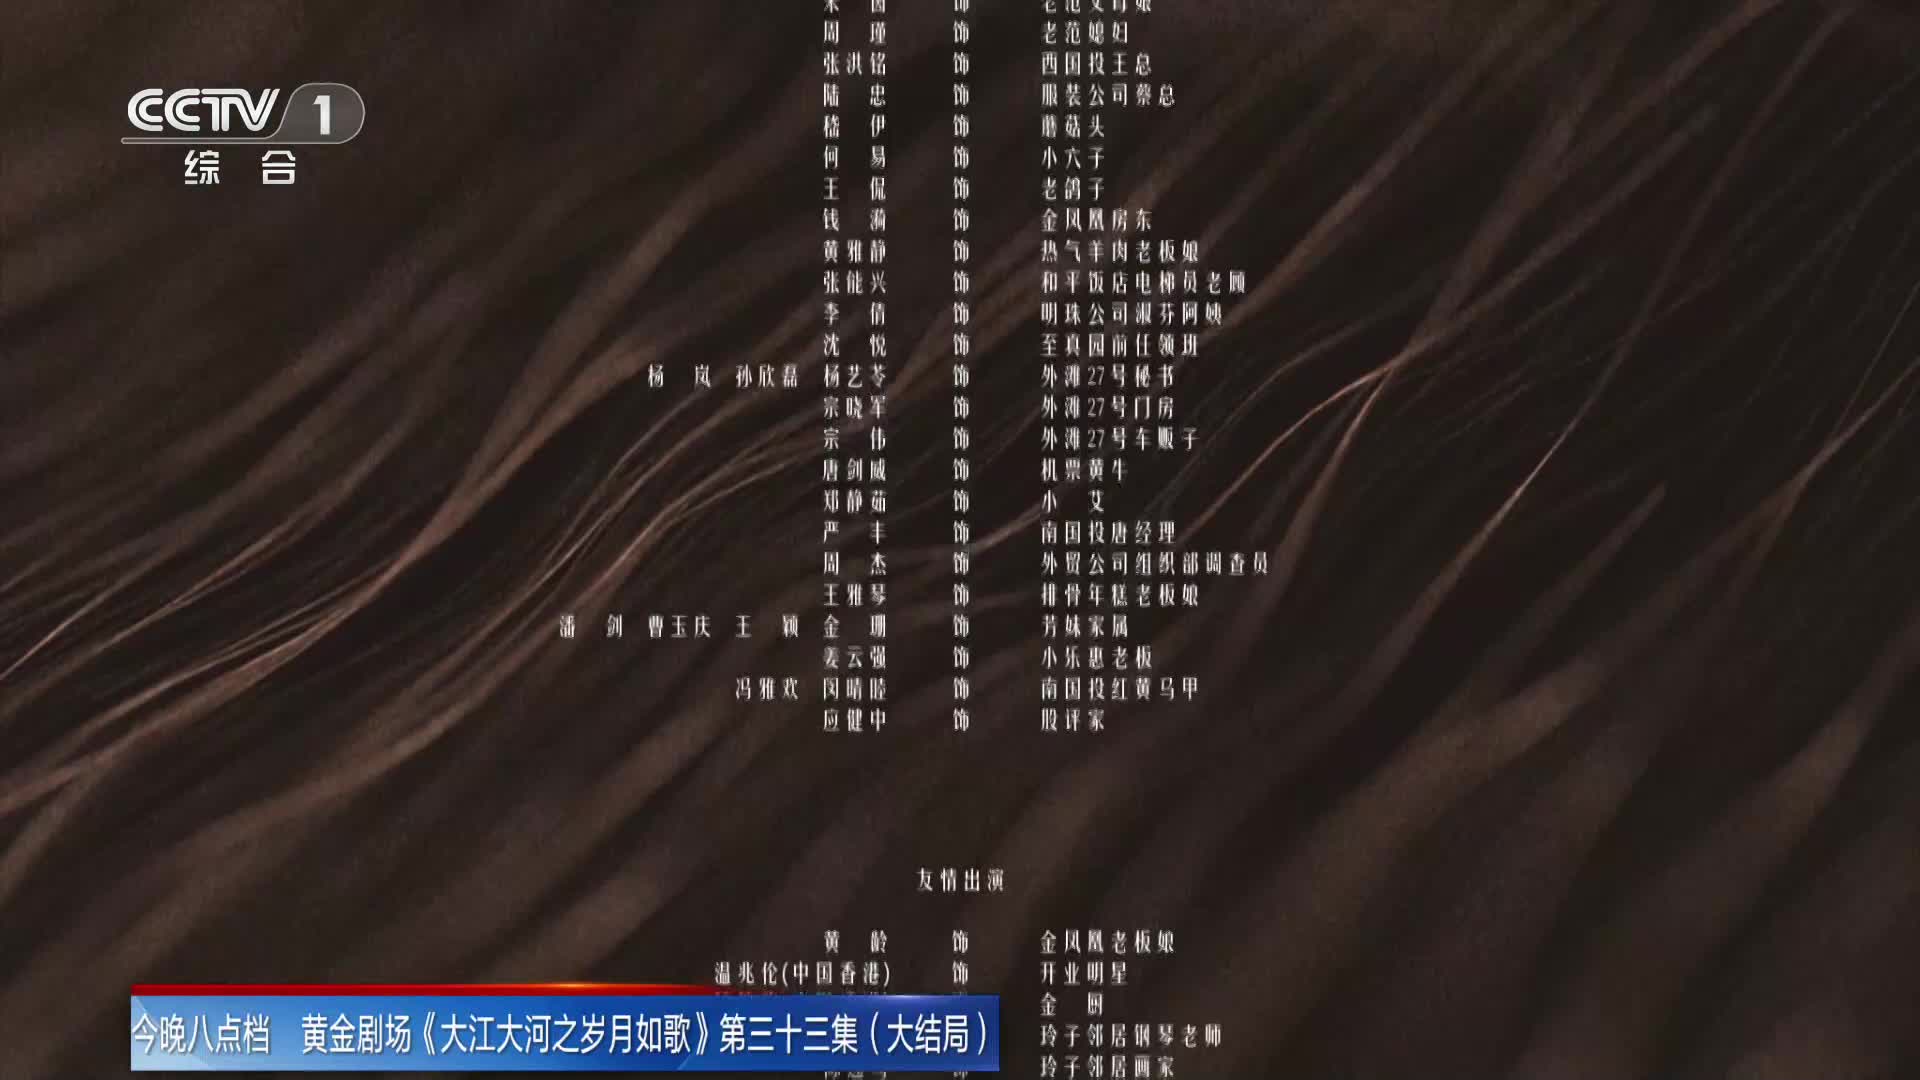 周瑾 饰 老范媳妇
CCTV 1
综合
张洪铭 饰 西国投王总
陆忠 饰 服装公司蔡总
嵇伊 饰 蘑菇头
何易 饰 小六子
王侃 饰 老鸽子
钱漪 饰 金凤凰房东
黄雅静 饰 热气羊肉老板娘
张能兴 饰 和平饭店电梯员老顾
李倩 饰 明珠公司淑芬阿姨
沈悦 饰 至真园前任领班
杨岚 孙欣磊 杨艺苓 饰 外滩27号秘书
宗晓军 饰 外滩27号门房
宗伟 饰 外滩27号车贩子
唐剑威 饰 机票黄牛
郑静茹 饰 小艾
严丰 饰 南国投唐经理
周杰 饰 外贸公司组织部调查员
王雅琴 饰 排骨年糕老板娘
潘剑 曹玉庆 王颖 金珊 饰 芳妹家属
姜云强 饰 小乐惠老板
冯雅欢 闵晴睦 饰 南国投红黄马甲
应健中 饰 股评家
友情出演
黄龄 饰 金凤凰老板娘
温兆伦(中国香港) 饰 开业明星
金厨
玲子邻居钢琴老师
玲子邻居画家
今晚八点档 黄金剧场《大江大河之岁月如歌》第三十三集(大结局)